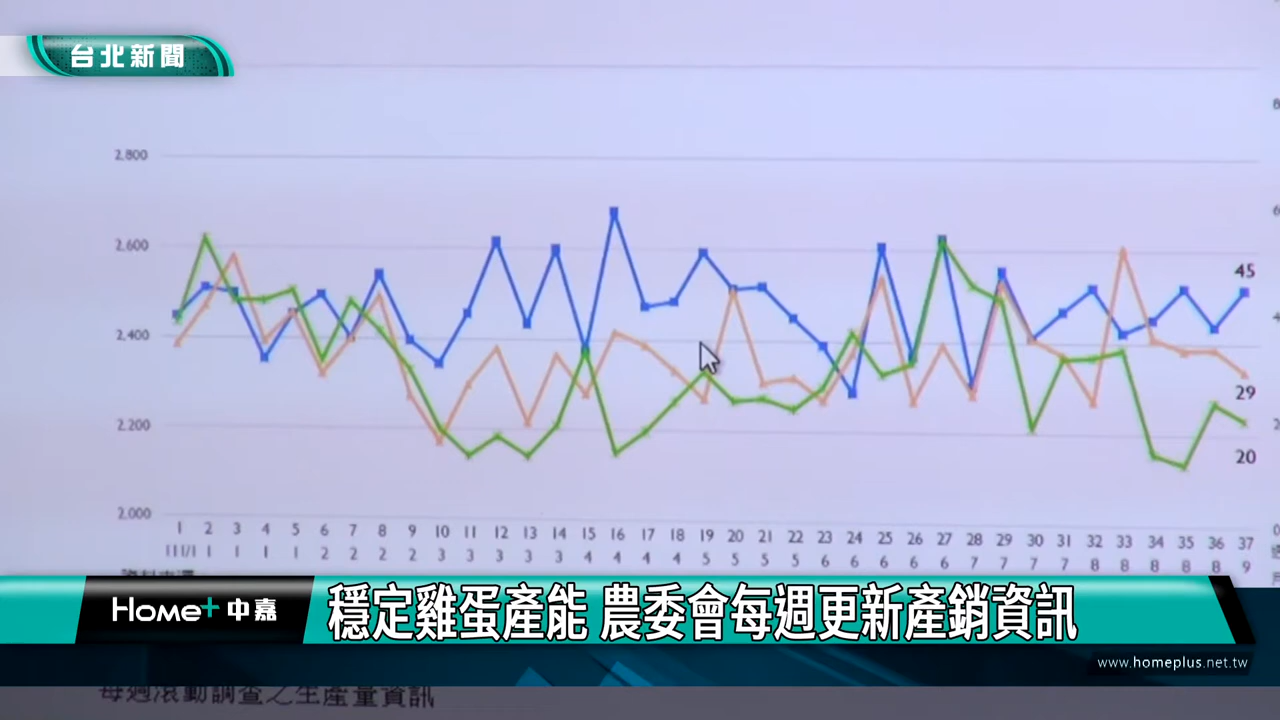 台北新聞
2.800
2.600
2.400
2.200
2.000
45
29
20
1 2 3 4 5 6 7 8 9 10 11 12 13 14 15 16 17 18 19 20 21 22 23 24 25 26 27 28 29 30 31 32 33 34 35 36 37
111/1 1 1 1 1 2 2 2 2 3 3 3 3 3 4 4 4 4 5 5 5 5 6 6 6 6 6 7 7 7 7 8 8 8 8 8 9
Home+中嘉
穩定雞蛋產能 農委會每週更新產銷資訊
www.homeplus.net.tw
每週滾動調查之生產量資訊